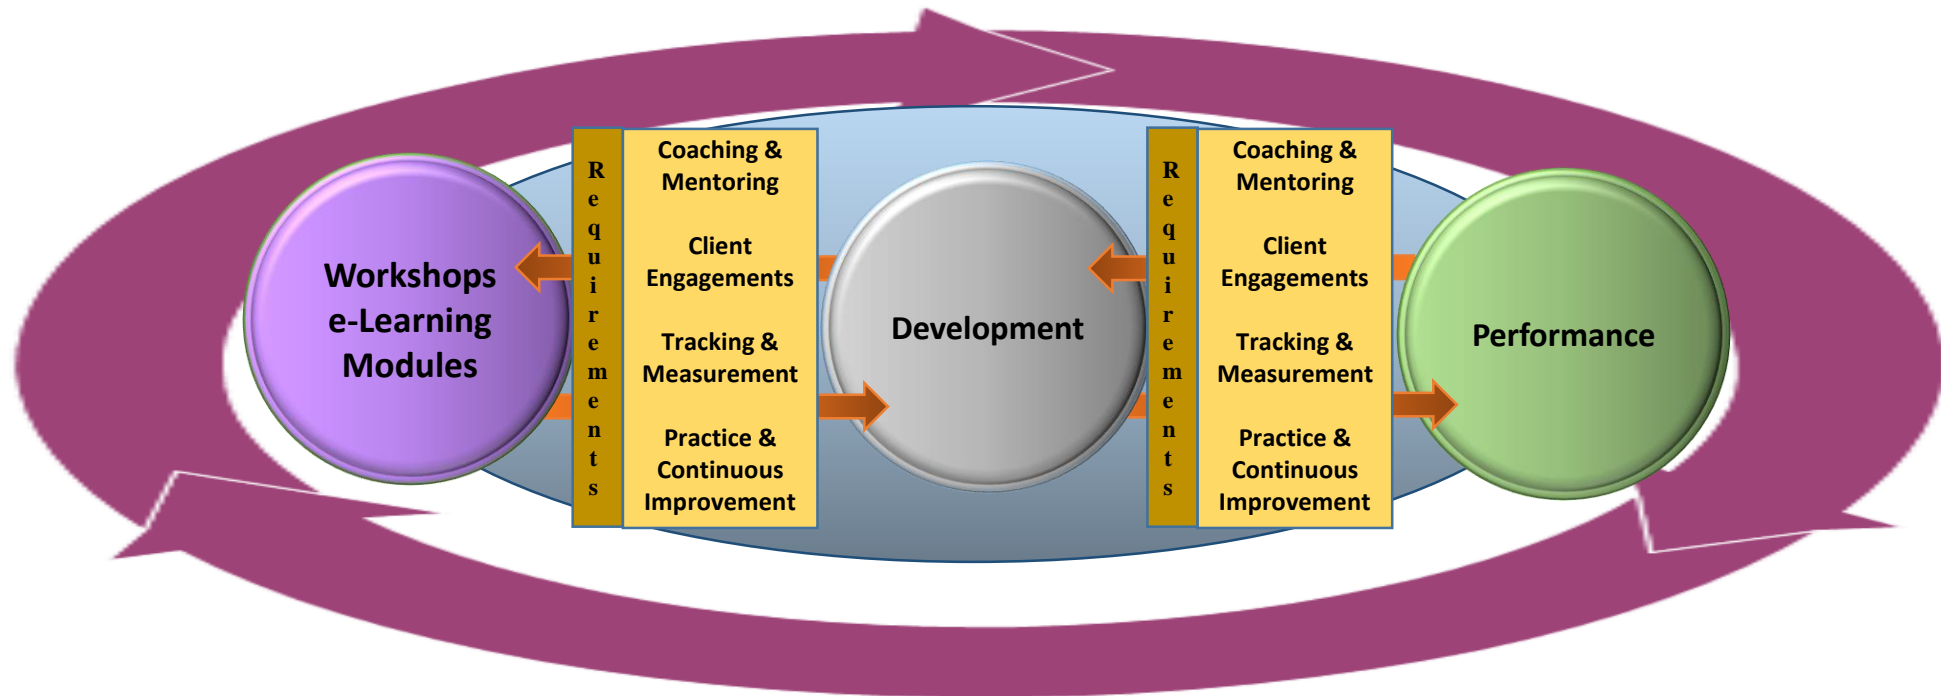 Workshops
e-Learning
Modules
Requirements
Coaching &
Mentoring
Client
Engagements
Tracking &
Measurement
Practice &
Continuous
Improvement
Development
Requirements
Coaching &
Mentoring
Client
Engagements
Tracking &
Measurement
Practice &
Continuous
Improvement
Performance